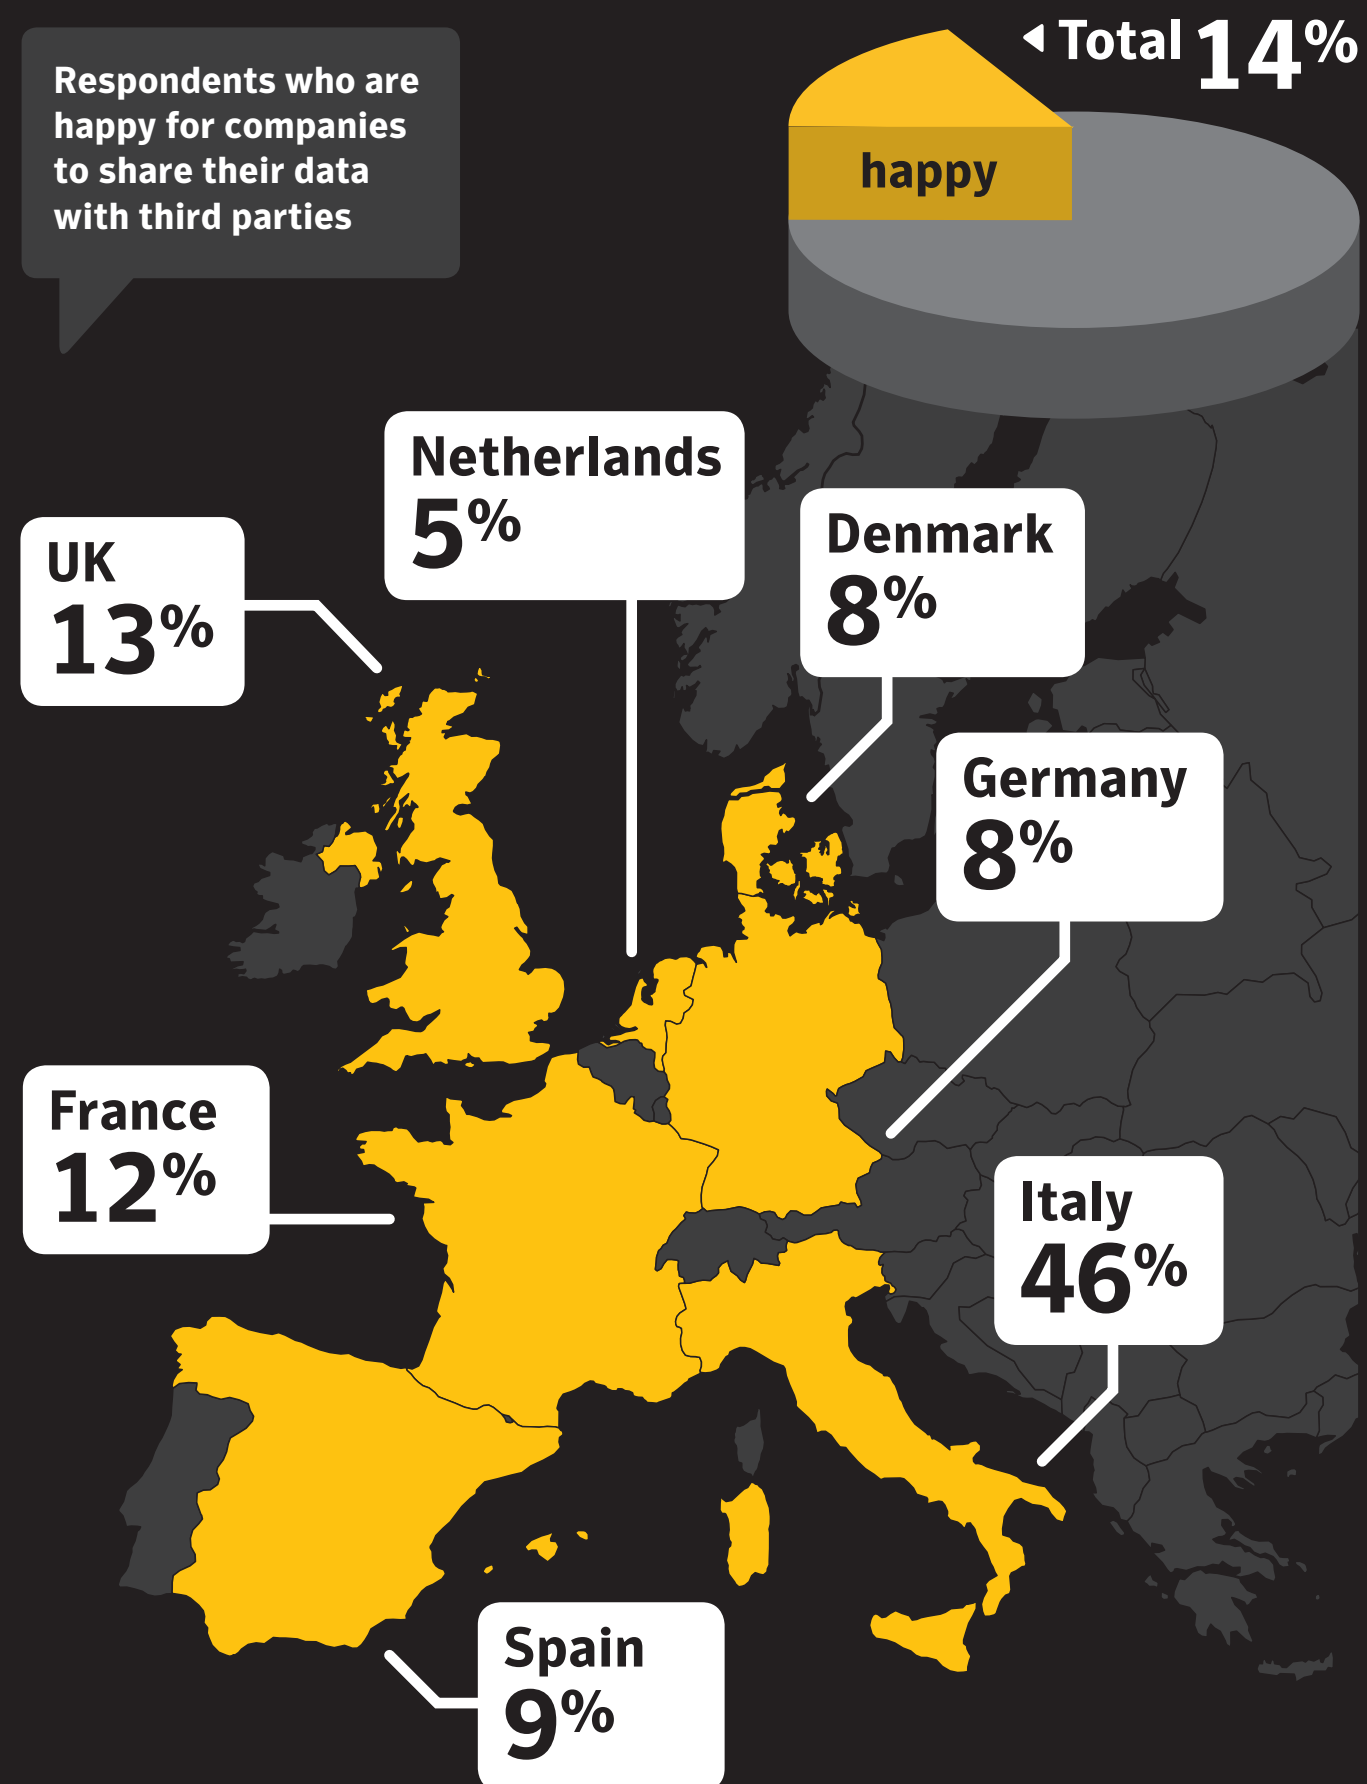 Respondents who are
happy for companies
to share their data
with third parties
Total 14%
happy
Netherlands
5%
UK
13%
Denmark
8%
Germany
8%
France
12%
Italy
46%
Spain
9%